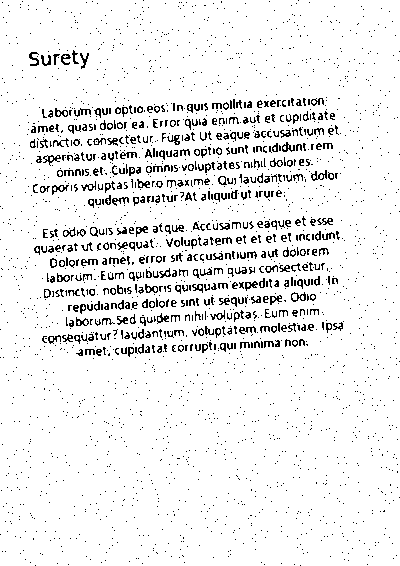 Surety
Laborum qui optio eos. In quis mollitia exercitation
amet, quasi dolor ea. Error quia enim aut et cupiditate
distinctio. consectetur. Fugiat Ut eaque accusantium et
aspernatur autem. Aliquam optio sunt incididunt rem
omnis et. Culpa omnis voluptates nihil dolores.
Corporis voluptas libero maxime. Qui laudantium, dolor
quidem pariatur?At aliquid ut irure.
Est odio Quis saepe atque. Accusamus eaque et esse
quaerat ut consequat. Voluptatem et et et et incidunt
Dolorem amet, error sit accusantium aut dolorem
laborum. Eum quibusdam quam quasi consectetur,
Distinctio. nobis laboris quisquam expedita aliquid. In
repudiandae dolore sint ut sequi saepe. Odio
laborum.Sed quidem nihil voluptas. Eum enim
consequatur? laudantium, voluptatem molestiae. Ipsa
amet, cupidatat corrupti qui minima non.